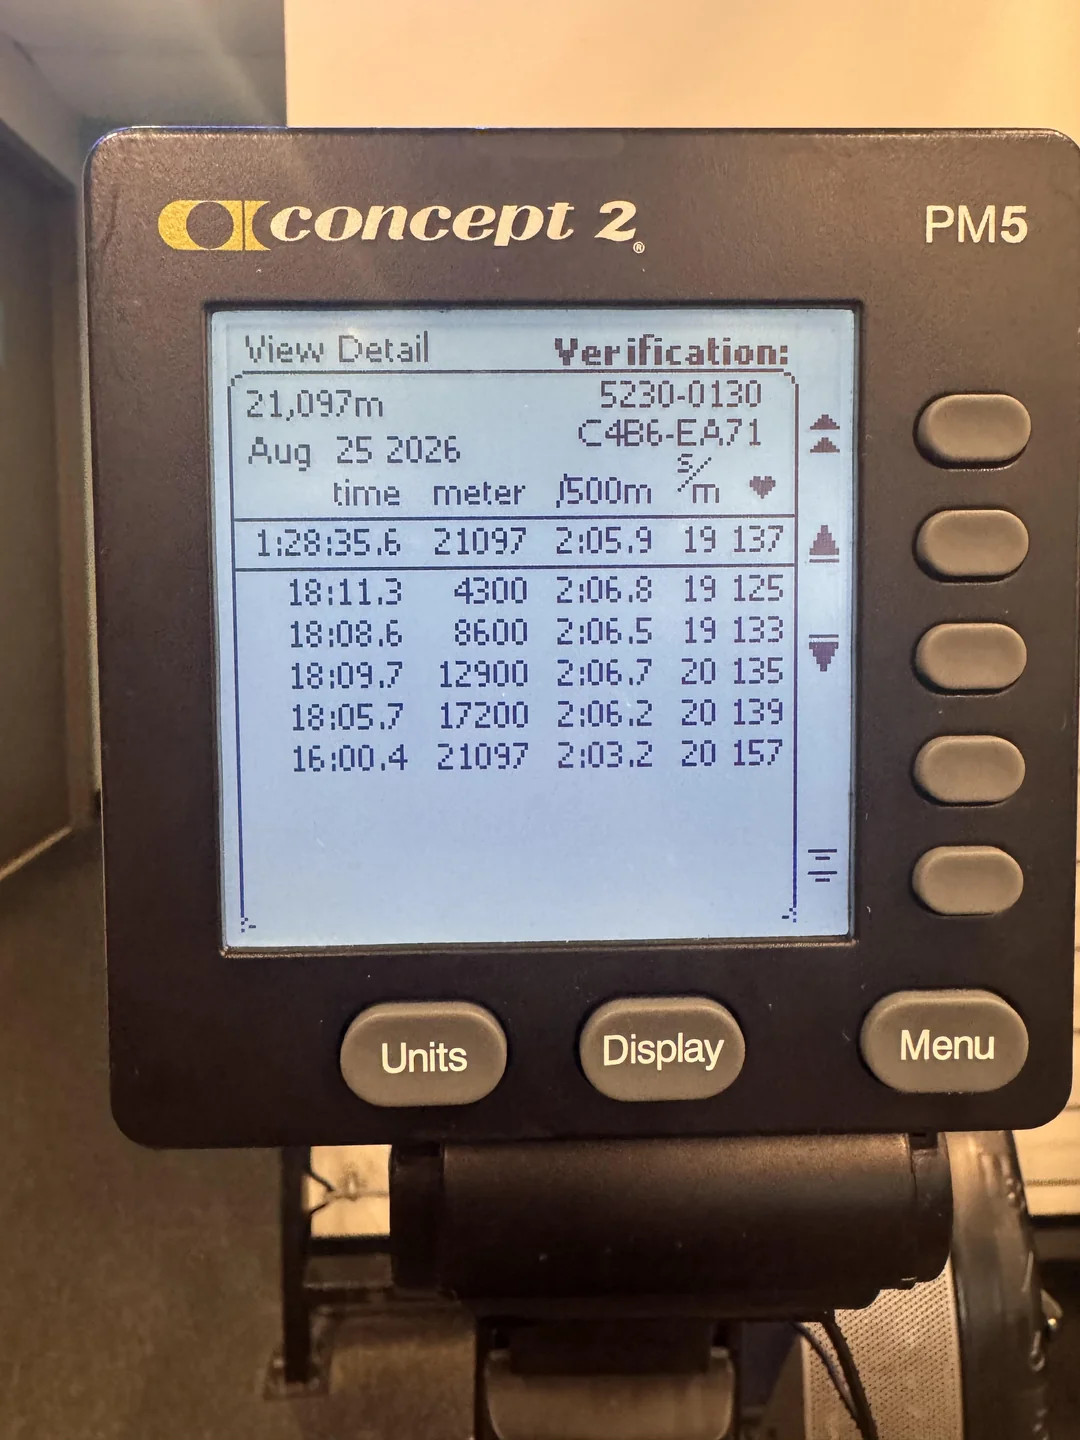 concept 2®
PM5
View Detail Verification:
21,097m 5230-0130
Aug 25 2026 C4B6-EA71
time meter /500m s/m ♥
1:28:35.6 21097 2:05.9 19 137
18:11.3 4300 2:06.8 19 125
18:08.6 8600 2:06.5 19 133
18:09.7 12900 2:06.7 20 135
18:05.7 17200 2:06.2 20 139
16:00.4 21097 2:03.2 20 157
Units Display Menu